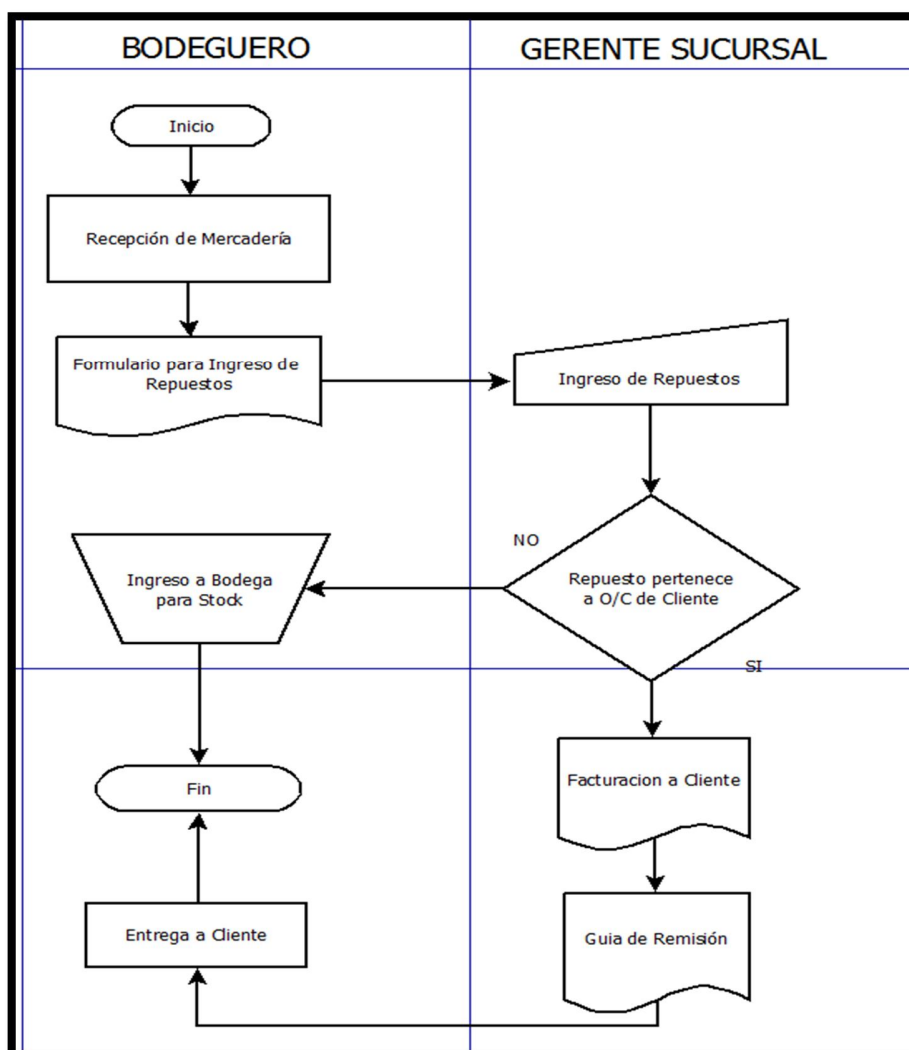 BODEGUERO
GERENTE SUCURSAL
Inicio
Recepción de Mercadería
Formulario para Ingreso de
Repuestos
Ingreso de Repuestos
NO
Repuesto pertenece
a O/C de Cliente
Ingreso a Bodega
para Stock
SI
Facturacion a Cliente
Fin
Guia de Remisión
Entrega a Cliente